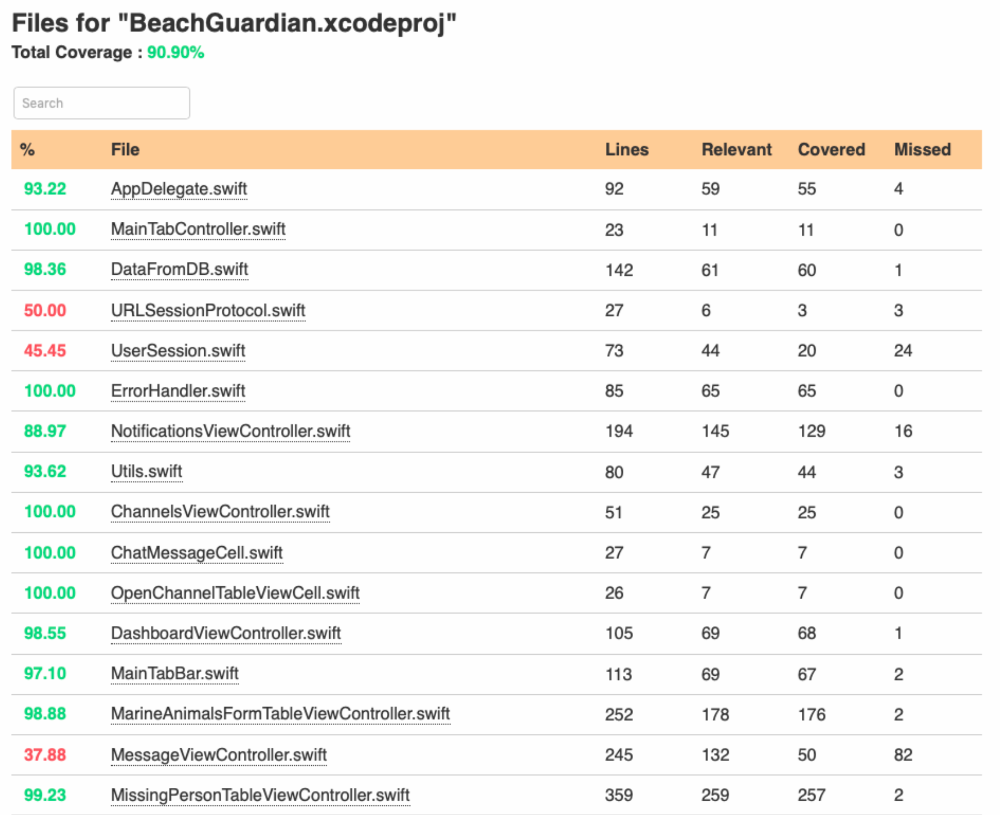 Files for "BeachGuardian.xcodeproj"
Total Coverage : 90.90%
Search
% File Lines Relevant Covered Missed
93.22 AppDelegate.swift 92 59 55 4
100.00 MainTabController.swift 23 11 11 0
98.36 DataFromDB.swift 142 61 60 1
50.00 URLSessionProtocol.swift 27 6 3 3
45.45 UserSession.swift 73 44 20 24
100.00 ErrorHandler.swift 85 65 65 0
88.97 NotificationsViewController.swift 194 145 129 16
93.62 Utils.swift 80 47 44 3
100.00 ChannelsViewController.swift 51 25 25 0
100.00 ChatMessageCell.swift 27 7 7 0
100.00 OpenChannelTableViewCell.swift 26 7 7 0
98.55 DashboardViewController.swift 105 69 68 1
97.10 MainTabBar.swift 113 69 67 2
98.88 MarineAnimalsFormTableViewController.swift 252 178 176 2
37.88 MessageViewController.swift 245 132 50 82
99.23 MissingPersonTableViewController.swift 359 259 257 2